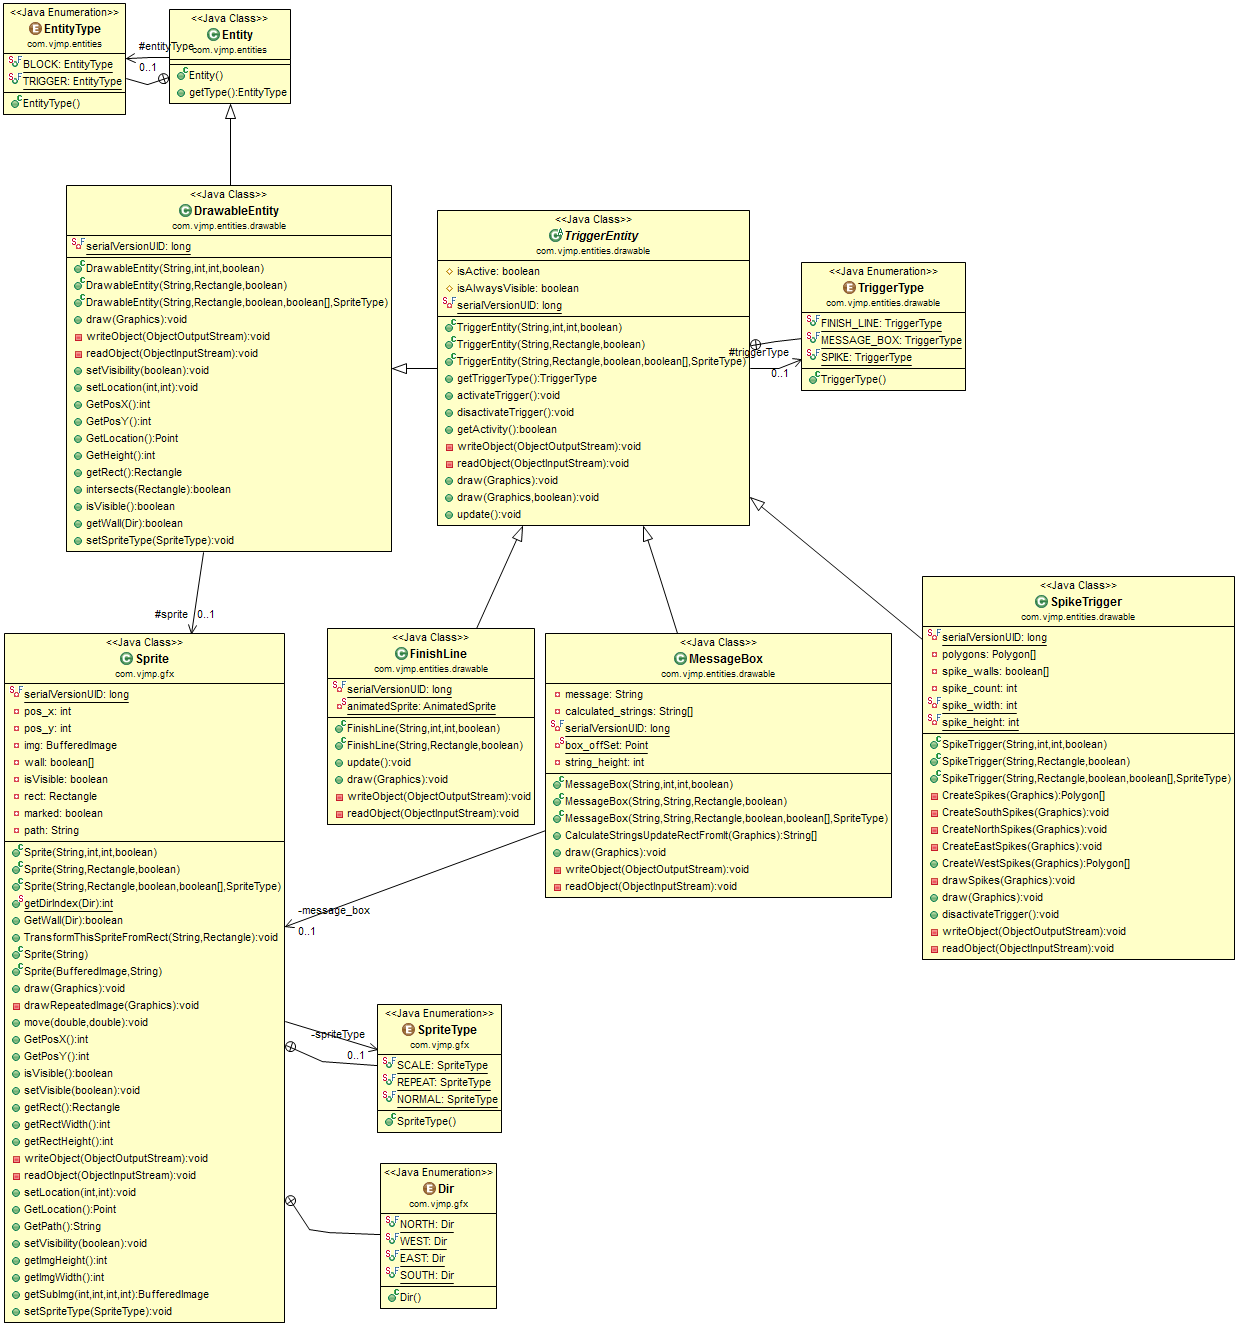 <<Java Enumeration>>
EntityType
com.vjmp.entities
BLOCK: EntityType
TRIGGER: EntityType
EntityType()
#entityType
0..1
<<Java Class>>
Entity
com.vjmp.entities
Entity()
getType():EntityType
<<Java Class>>
DrawableEntity
com.vjmp.entities.drawable
serialVersionUID: long
DrawableEntity(String,int,int,boolean)
DrawableEntity(String,Rectangle,boolean)
DrawableEntity(String,Rectangle,boolean,boolean[],SpriteType)
draw(Graphics):void
writeObject(ObjectOutputStream):void
readObject(ObjectInputStream):void
setVisibility(boolean):void
setLocation(int,int):void
GetPosX():int
GetPosY():int
GetLocation():Point
GetHeight():int
getRect():Rectangle
intersects(Rectangle):boolean
isVisible():boolean
getWall(Dir):boolean
setSpriteType(SpriteType):void
#sprite
0..1
<<Java Class>>
TriggerEntity
com.vjmp.entities.drawable
isActive: boolean
isAlwaysVisible: boolean
serialVersionUID: long
TriggerEntity(String,int,int,boolean)
TriggerEntity(String,Rectangle,boolean)
TriggerEntity(String,Rectangle,boolean,boolean[],SpriteType)
getTriggerType():TriggerType
activateTrigger():void
disactivateTrigger():void
getActivity():boolean
writeObject(ObjectOutputStream):void
readObject(ObjectInputStream):void
draw(Graphics):void
draw(Graphics,boolean):void
update():void
#triggerType
0..1
<<Java Enumeration>>
TriggerType
com.vjmp.entities.drawable
FINISH_LINE: TriggerType
MESSAGE_BOX: TriggerType
SPIKE: TriggerType
TriggerType()
<<Java Class>>
Sprite
com.vjmp.gfx
serialVersionUID: long
pos_x: int
pos_y: int
img: BufferedImage
wall: boolean[]
isVisible: boolean
rect: Rectangle
marked: boolean
path: String
Sprite(String,int,int,boolean)
Sprite(String,Rectangle,boolean)
Sprite(String,Rectangle,boolean,boolean[],SpriteType)
getDirIndex(Dir):int
GetWall(Dir):boolean
TransformThisSpriteFromRect(String,Rectangle):void
Sprite(String)
Sprite(BufferedImage,String)
draw(Graphics):void
drawRepeatedImage(Graphics):void
move(double,double):void
GetPosX():int
GetPosY():int
isVisible():boolean
setVisible(boolean):void
getRect():Rectangle
getRectWidth():int
getRectHeight():int
writeObject(ObjectOutputStream):void
readObject(ObjectInputStream):void
setLocation(int,int):void
GetLocation():Point
GetPath():String
setVisibility(boolean):void
getImgHeight():int
getImgWidth():int
getSubImg(int,int,int,int):BufferedImage
setSpriteType(SpriteType):void
<<Java Class>>
FinishLine
com.vjmp.entities.drawable
serialVersionUID: long
animatedSprite: AnimatedSprite
FinishLine(String,int,int,boolean)
FinishLine(String,Rectangle,boolean)
update():void
draw(Graphics):void
writeObject(ObjectOutputStream):void
readObject(ObjectInputStream):void
<<Java Class>>
MessageBox
com.vjmp.entities.drawable
message: String
calculated_strings: String[]
serialVersionUID: long
box_offSet: Point
string_height: int
MessageBox(String,int,int,boolean)
MessageBox(String,String,Rectangle,boolean)
MessageBox(String,String,Rectangle,boolean,boolean[],SpriteType)
CalculateStringsUpdateRectFromIt(Graphics):String[]
draw(Graphics):void
writeObject(ObjectOutputStream):void
readObject(ObjectInputStream):void
-message_box
0..1
<<Java Class>>
SpikeTrigger
com.vjmp.entities.drawable
serialVersionUID: long
polygons: Polygon[]
spike_walls: boolean[]
spike_count: int
spike_width: int
spike_height: int
SpikeTrigger(String,int,int,boolean)
SpikeTrigger(String,Rectangle,boolean)
SpikeTrigger(String,Rectangle,boolean,boolean[],SpriteType)
CreateSpikes(Graphics):Polygon[]
CreateSouthSpikes(Graphics):void
CreateNorthSpikes(Graphics):void
CreateEastSpikes(Graphics):void
CreateWestSpikes(Graphics):Polygon[]
drawSpikes(Graphics):void
draw(Graphics):void
disactivateTrigger():void
writeObject(ObjectOutputStream):void
readObject(ObjectInputStream):void
-spriteType
0..1
<<Java Enumeration>>
SpriteType
com.vjmp.gfx
SCALE: SpriteType
REPEAT: SpriteType
NORMAL: SpriteType
SpriteType()
<<Java Enumeration>>
Dir
com.vjmp.gfx
NORTH: Dir
WEST: Dir
EAST: Dir
SOUTH: Dir
Dir()